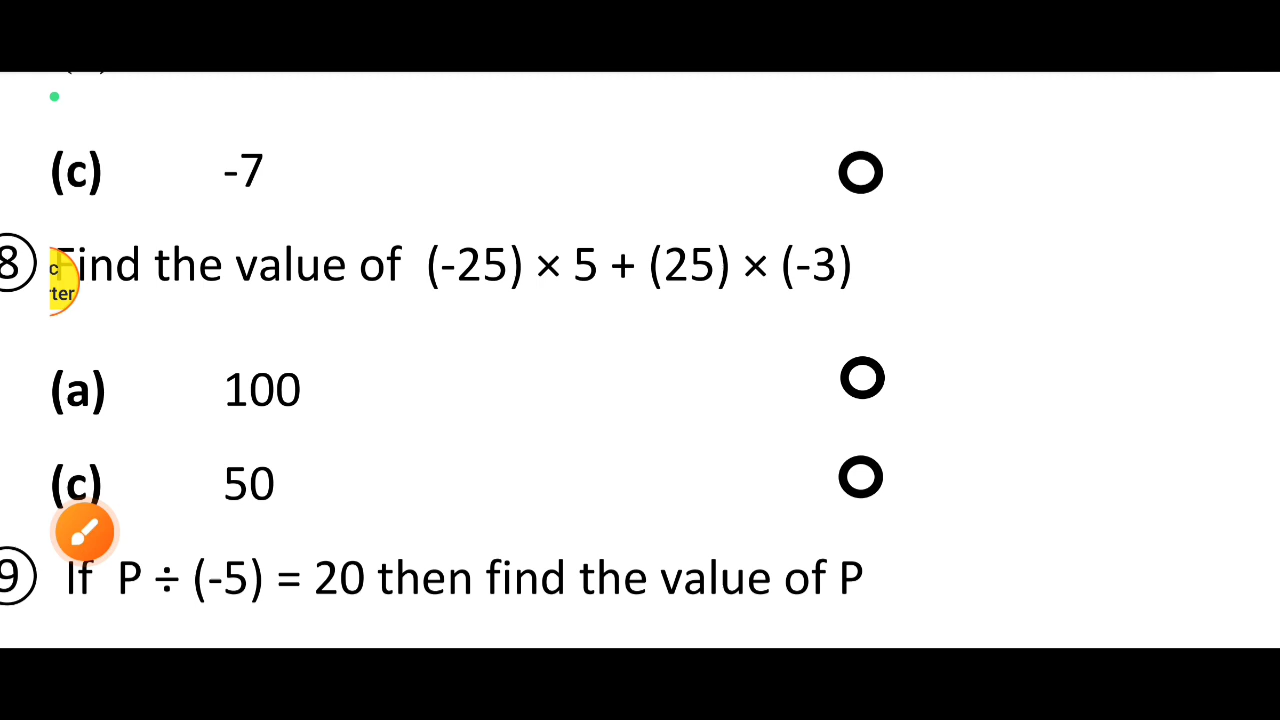 (c) -7
8 Find the value of (-25) × 5 + (25) × (-3)
(a) 100
(c) 50
9 If P ÷ (-5) = 20 then find the value of P